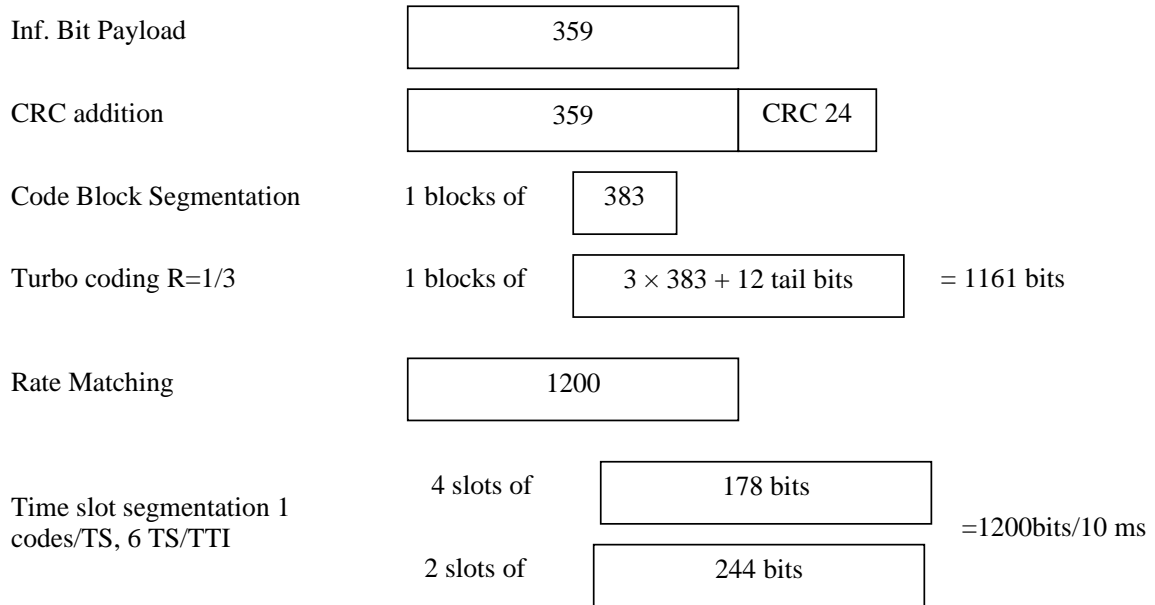 Inf. Bit Payload 359
CRC addition 359 CRC 24
Code Block Segmentation 1 blocks of 383
Turbo coding R=1/3 1 blocks of 3 × 383 + 12 tail bits = 1161 bits
Rate Matching 1200
4 slots of 178 bits
Time slot segmentation 1
codes/TS, 6 TS/TTI
=1200bits/10 ms
2 slots of 244 bits